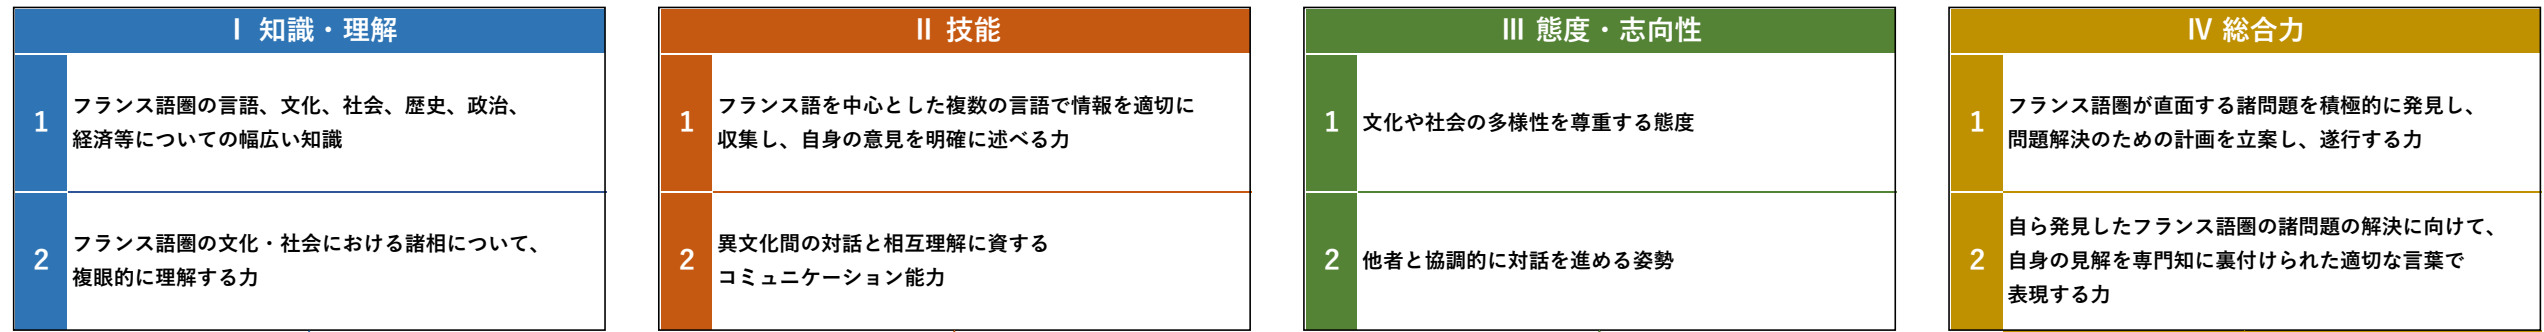 Ⅰ 知識・理解
1
フランス語圏の言語、文化、社会、歴史、政治、
経済等についての幅広い知識
2
フランス語圏の文化・社会における諸相について、
複眼的に理解する力
Ⅱ 技能
1
フランス語を中心とした複数の言語で情報を適切に
収集し、自身の意見を明確に述べる力
2
異文化間の対話と相互理解に資する
コミュニケーション能力
Ⅲ 態度・志向性
1
文化や社会の多様性を尊重する態度
2
他者と協調的に対話を進める姿勢
Ⅳ 総合力
1
フランス語圏が直面する諸問題を積極的に発見し、
問題解決のための計画を立案し、遂行する力
2
自ら発見したフランス語圏の諸問題の解決に向けて、
自身の見解を専門知に裏付けられた適切な言葉で
表現する力